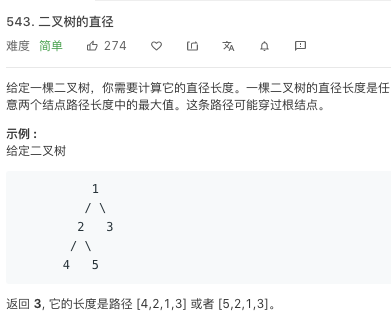 543. 二叉树的直径
难度 简单 274
给定一棵二叉树，你需要计算它的直径长度。一棵二叉树的直径长度是任
意两个结点路径长度中的最大值。这条路径可能穿过根结点。
示例 :
给定二叉树
1
/ \
2 3
/ \
4 5
返回 3, 它的长度是路径 [4,2,1,3] 或者 [5,2,1,3]。